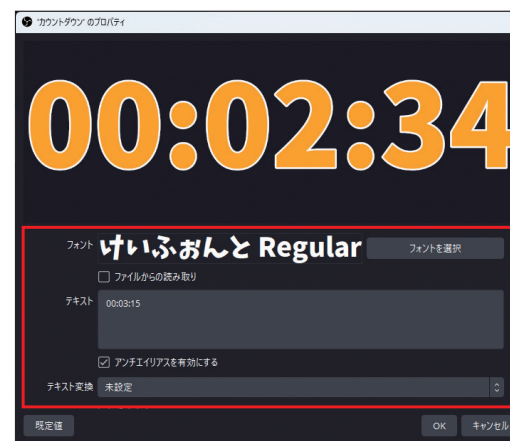 'カウントダウン' のプロパティ
00:02:34
フォント けいふぉんと Regular フォントを選択
ファイルからの読み取り
テキスト 00:03:15
アンチエイリアスを有効にする
テキスト変換 未設定
既定値 OK キャンセル